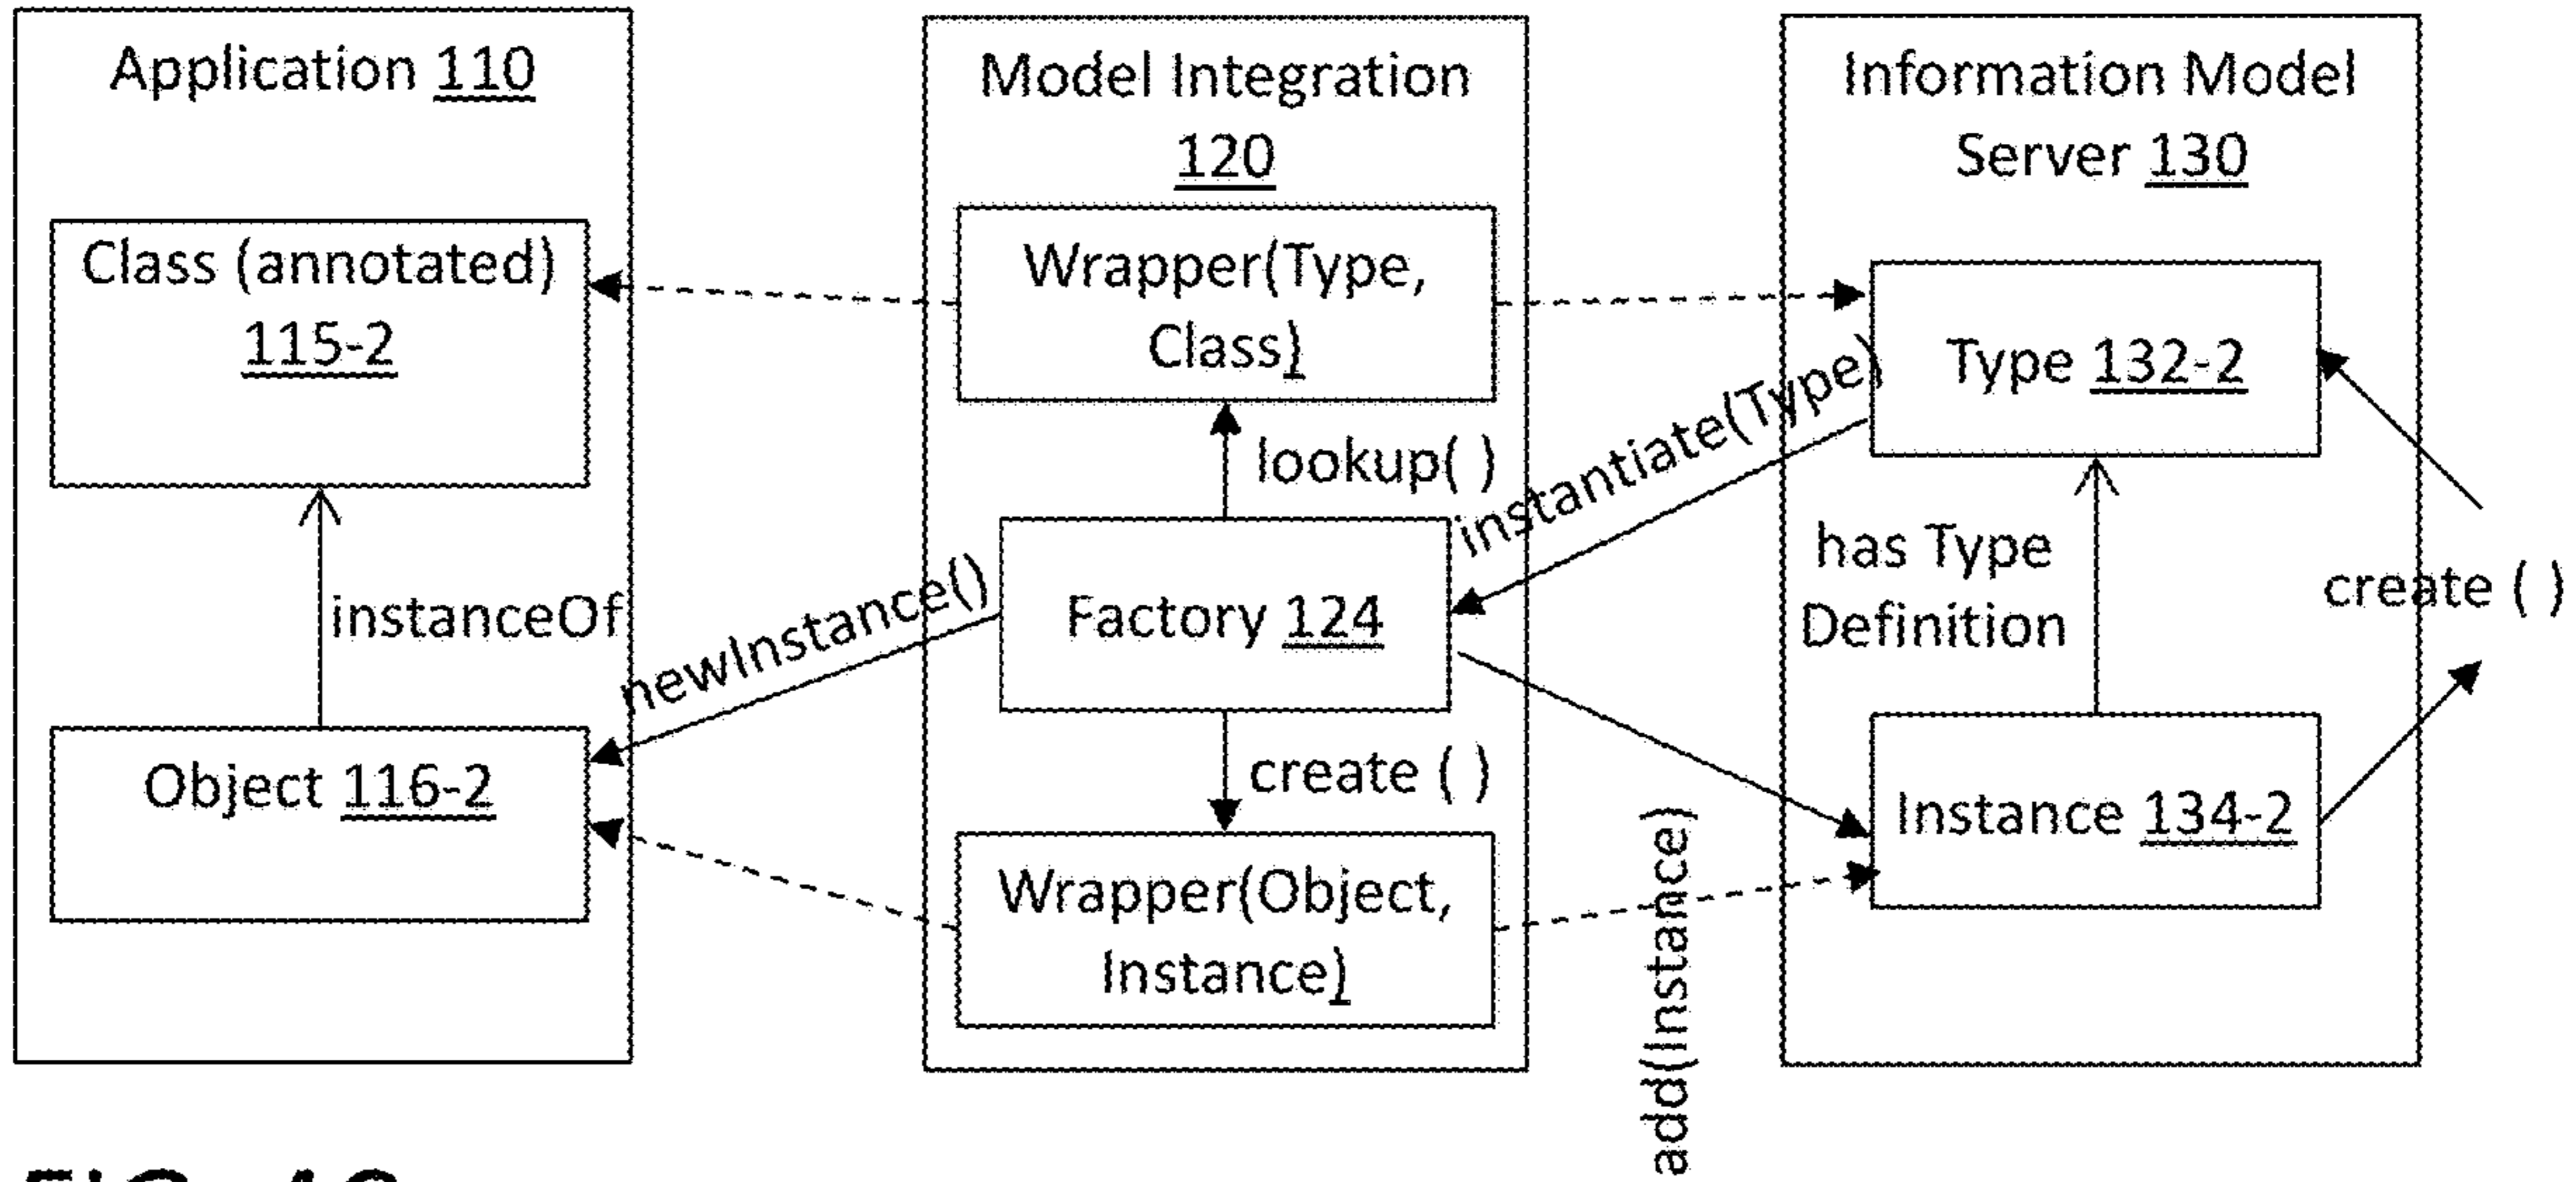 Application 110
Class (annotated)
115-2
instanceOf
Object 116-2
newInstance()
Model Integration
120
Wrapper(Type,
Class)
lookup( )
instantiate(Type)
Factory 124
create ( )
Wrapper(Object,
Instance)
add(Instance)
Information Model
Server 130
Type 132-2
has Type
Definition
create ( )
Instance 134-2